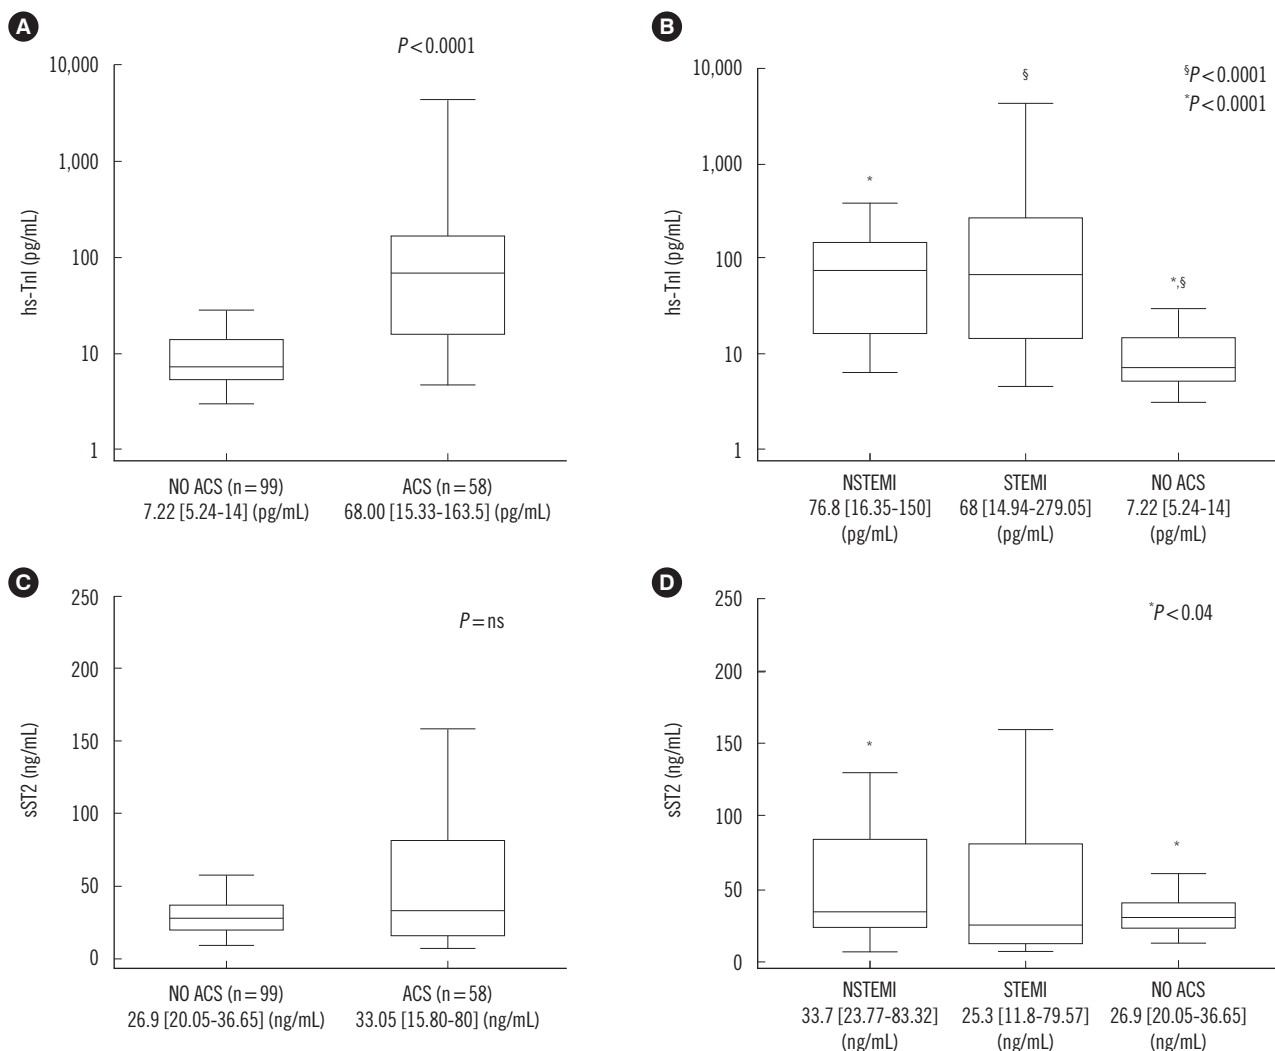 A
P<0.0001
10,000
1,000
100
10
1
hs-TnI (pg/mL)
NO ACS (n=99)
7.22 [5.24-14] (pg/mL)
ACS (n=58)
68.00 [15.33-163.5] (pg/mL)
B
§P<0.0001
*P<0.0001
10,000
1,000
100
10
1
hs-TnI (pg/mL)
*
§
*,§
NSTEMI
76.8 [16.35-150]
(pg/mL)
STEMI
68 [14.94-279.05]
(pg/mL)
NO ACS
7.22 [5.24-14]
(pg/mL)
C
P=ns
250
200
150
100
50
0
sST2 (ng/mL)
NO ACS (n=99)
26.9 [20.05-36.65] (ng/mL)
ACS (n=58)
33.05 [15.80-80] (ng/mL)
D
*P<0.04
250
200
150
100
50
0
sST2 (ng/mL)
*
*
NSTEMI
33.7 [23.77-83.32]
(ng/mL)
STEMI
25.3 [11.8-79.57]
(ng/mL)
NO ACS
26.9 [20.05-36.65]
(ng/mL)